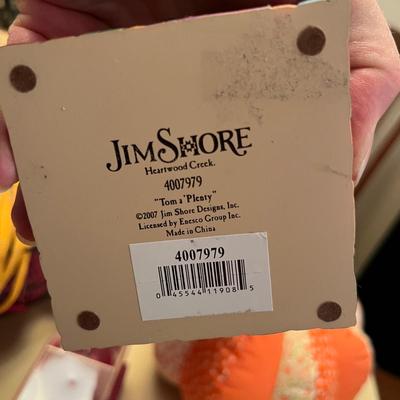 JIM SHORE
Heartwood Creek.
4007979
"Tom a' Plenty"
©2007 Jim Shore Designs, Inc.
Licensed by Enesco Group Inc.
Made in China
4007979
0 45544 11908 5